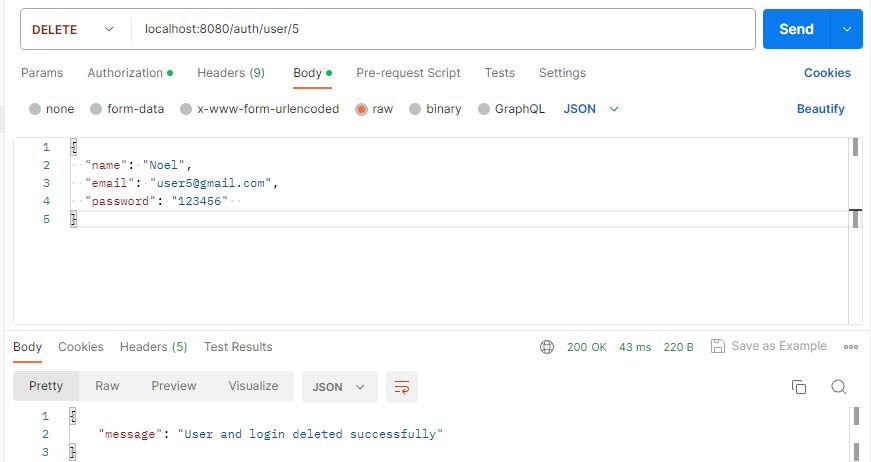 DELETE localhost:8080/auth/user/5 Send
Params Authorization Headers (9) Body Pre-request Script Tests Settings Cookies
none form-data x-www-form-urlencoded raw binary GraphQL JSON Beautify
1 {
2 "name": "Noel",
3 "email": "user5@gmail.com",
4 "password": "123456"
5 }
Body Cookies Headers (5) Test Results 200 OK 43 ms 220 B Save as Example
Pretty Raw Preview Visualize JSON
1 {
2 "message": "User and login deleted successfully"
3 }